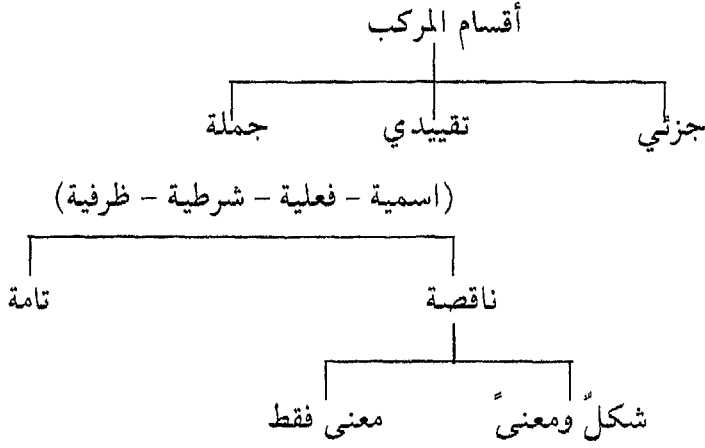 أقسام المركب
جزئي تقييدي جملة
(اسمية - فعلية - شرطية - ظرفية)
ناقصة تامة
شكلٌ ومعنىً معنى فقط